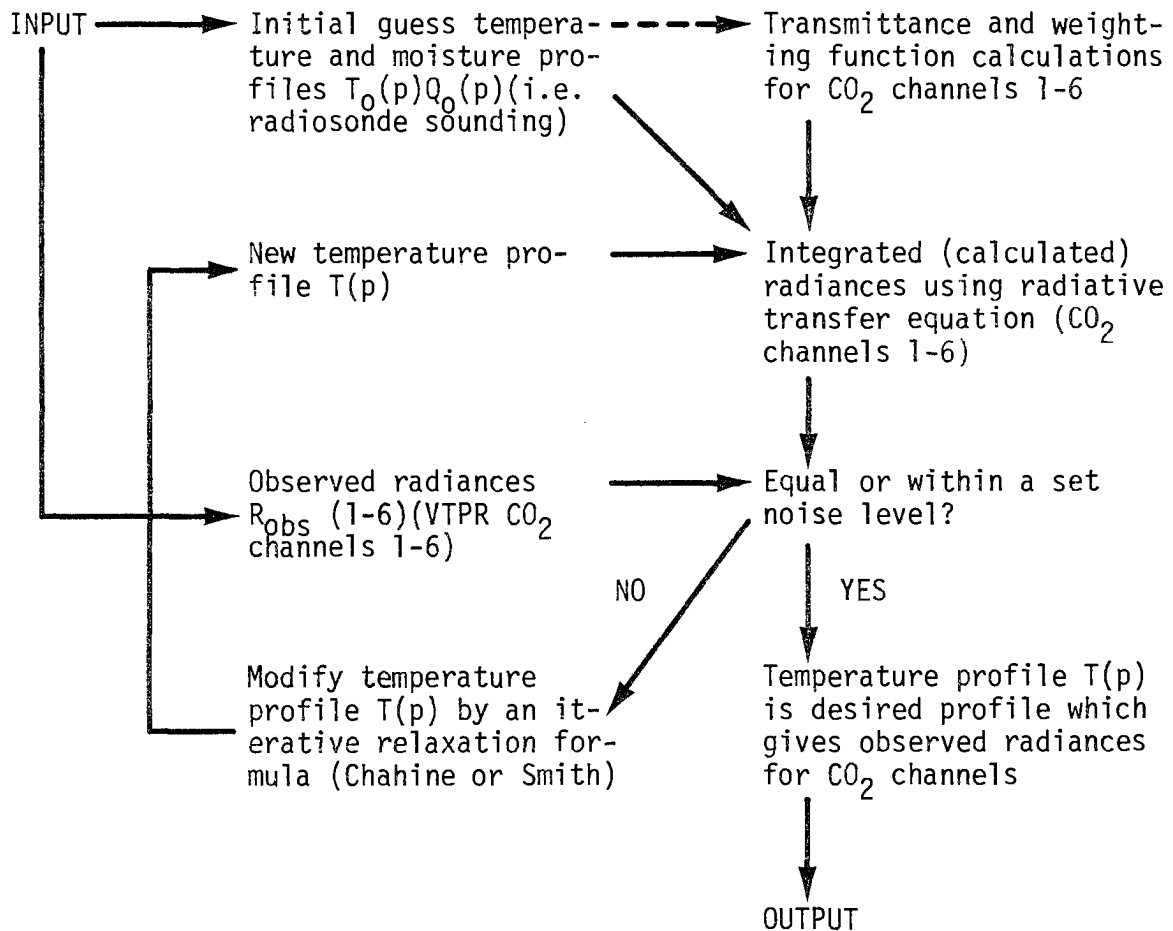 INPUT
Initial guess tempera-
ture and moisture pro-
files To(p)Qo(p)(i.e.
radiosonde sounding)
Transmittance and weight-
ing function calculations
for CO2 channels 1-6
New temperature pro-
file T(p)
Integrated (calculated)
radiances using radiative
transfer equation (CO2
channels 1-6)
Observed radiances
Robs (1-6)(VTPR CO2
channels 1-6)
Equal or within a set
noise level?
NO
YES
Modify temperature
profile T(p) by an it-
erative relaxation for-
mula (Chahine or Smith)
Temperature profile T(p)
is desired profile which
gives observed radiances
for CO2 channels
OUTPUT